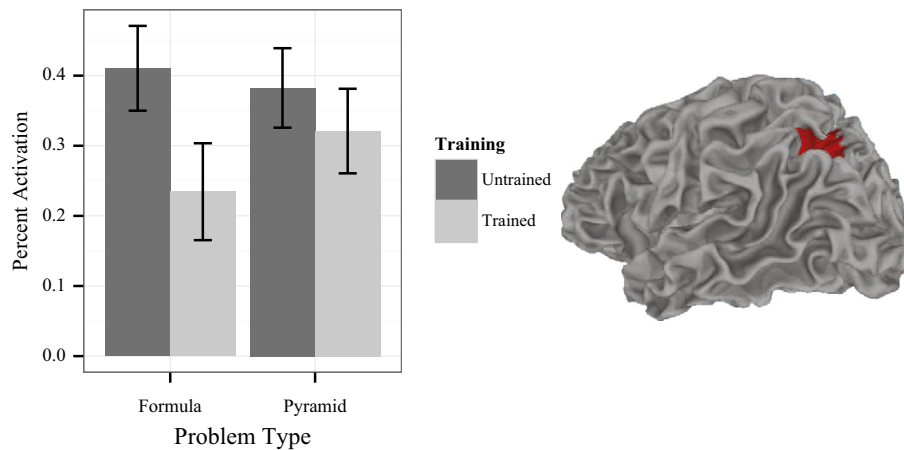 Percent Activation
0.4
0.3
0.2
0.1
0.0
Formula
Pyramid
Problem Type
Training
Untrained
Trained